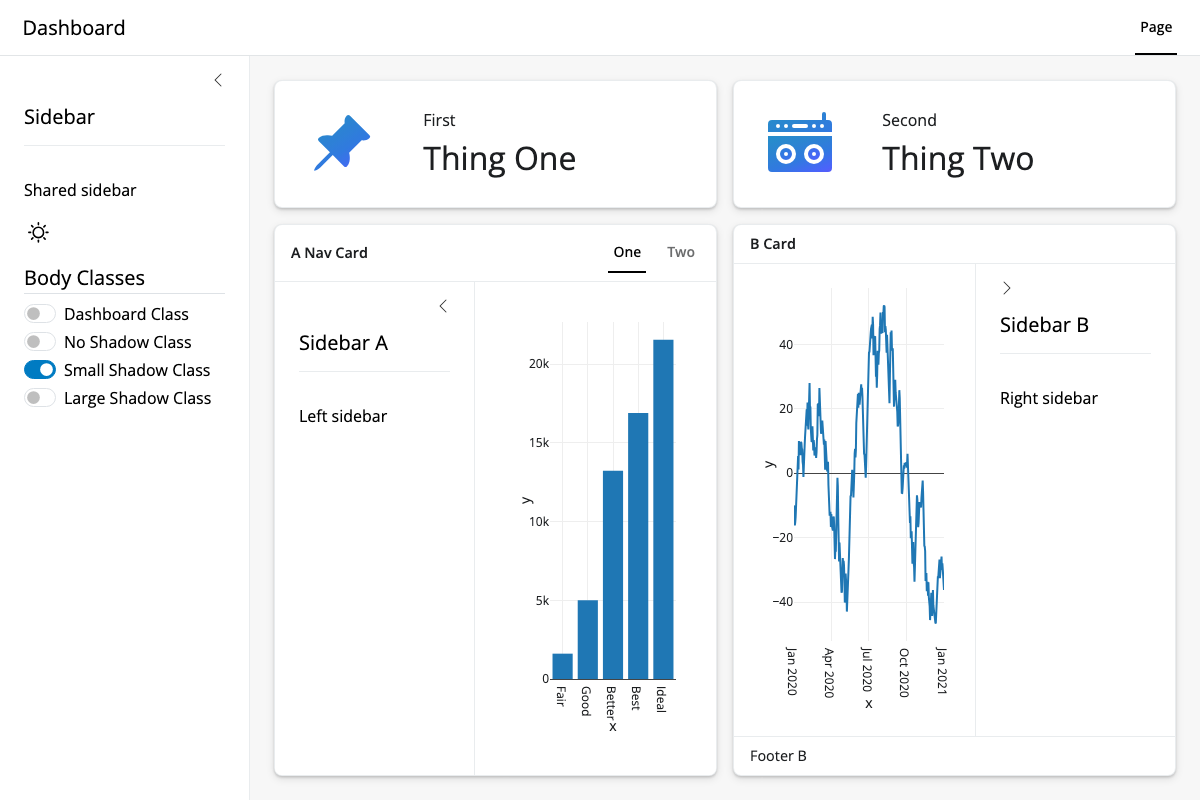 Dashboard
Page
Sidebar
Shared sidebar
Body Classes
Dashboard Class
No Shadow Class
Small Shadow Class
Large Shadow Class
First
Thing One
Second
Thing Two
A Nav Card
One
Two
Sidebar A
Left sidebar
20k
15k
10k
5k
0
y
Fair
Good
Better
Best
Ideal
x
B Card
40
20
0
−20
−40
y
Jan 2020
Apr 2020
Jul 2020
Oct 2020
Jan 2021
x
Sidebar B
Right sidebar
Footer B